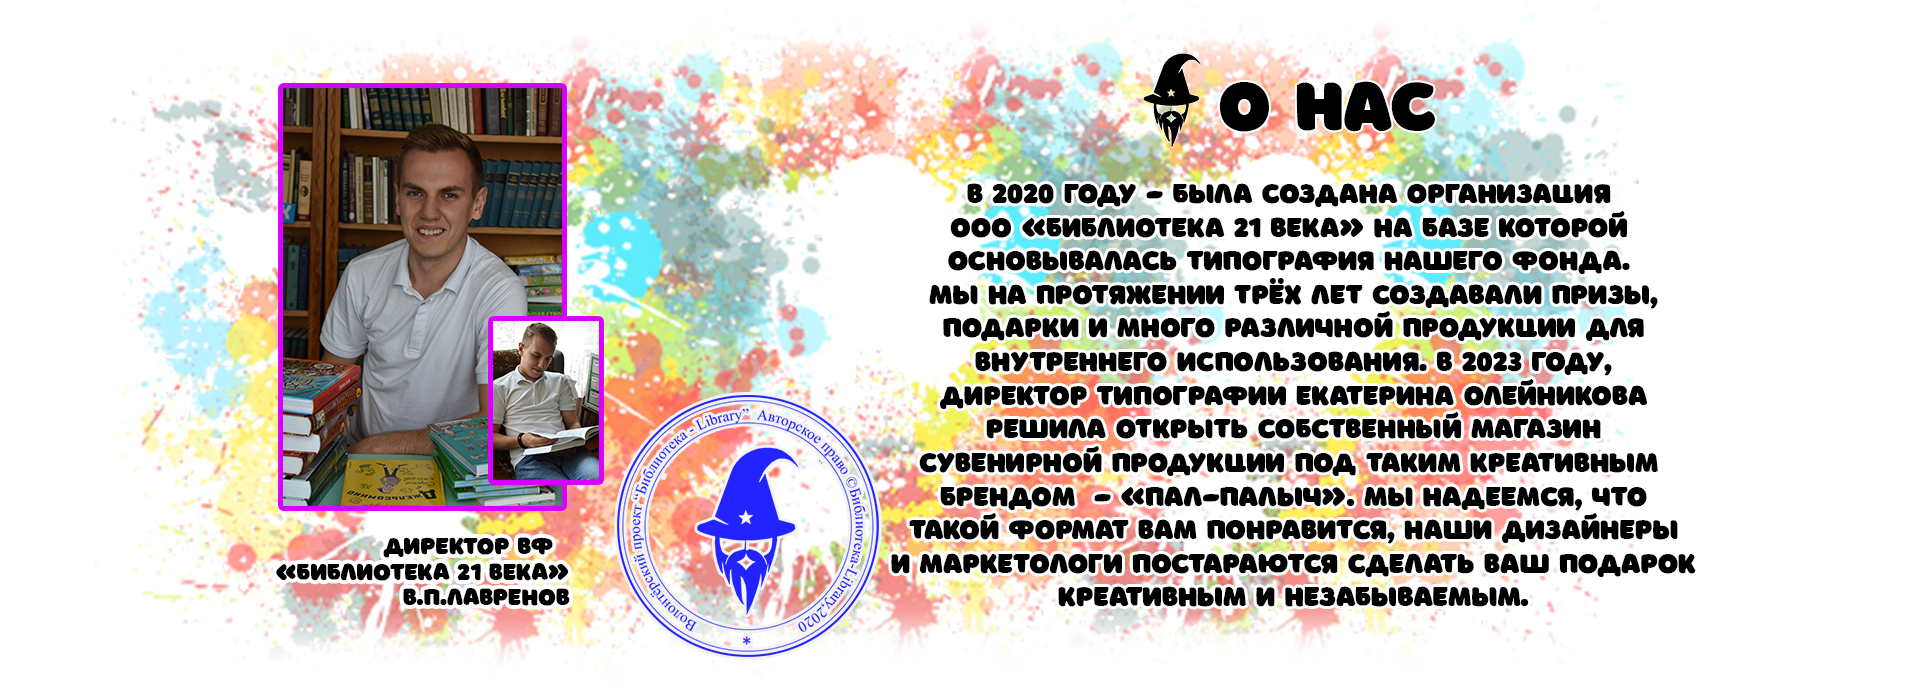 О НАС
В 2020 ГОДУ - БЫЛА СОЗДАНА ОРГАНИЗАЦИЯ
ООО «БИБЛИОТЕКА 21 ВЕКА» НА БАЗЕ КОТОРОЙ
ОСНОВЫВАЛАСЬ ТИПОГРАФИЯ НАШЕГО ФОНДА.
МЫ НА ПРОТЯЖЕНИИ ТРЁХ ЛЕТ СОЗДАВАЛИ ПРИЗЫ,
ПОДАРКИ И МНОГО РАЗЛИЧНОЙ ПРОДУКЦИИ ДЛЯ
ВНУТРЕННЕГО ИСПОЛЬЗОВАНИЯ. В 2023 ГОДУ,
ДИРЕКТОР ТИПОГРАФИИ ЕКАТЕРИНА ОЛЕЙНИКОВА
РЕШИЛА ОТКРЫТЬ СОБСТВЕННЫЙ МАГАЗИН
СУВЕНИРНОЙ ПРОДУКЦИИ ПОД ТАКИМ КРЕАТИВНЫМ
БРЕНДОМ - «ПАЛ-ПАЛЫЧ». МЫ НАДЕЕМСЯ, ЧТО
ТАКОЙ ФОРМАТ ВАМ ПОНРАВИТСЯ, НАШИ ДИЗАЙНЕРЫ
И МАРКЕТОЛОГИ ПОСТАРАЮТСЯ СДЕЛАТЬ ВАШ ПОДАРОК
КРЕАТИВНЫМ И НЕЗАБЫВАЕМЫМ.
ДИРЕКТОР ВФ
«БИБЛИОТЕКА 21 ВЕКА»
В.П.ЛАВРЕНОВ
Волонтёрский проект "Библиотека - Library" Авторское право ©Библиотека-Library.2020
*
Джельсомино